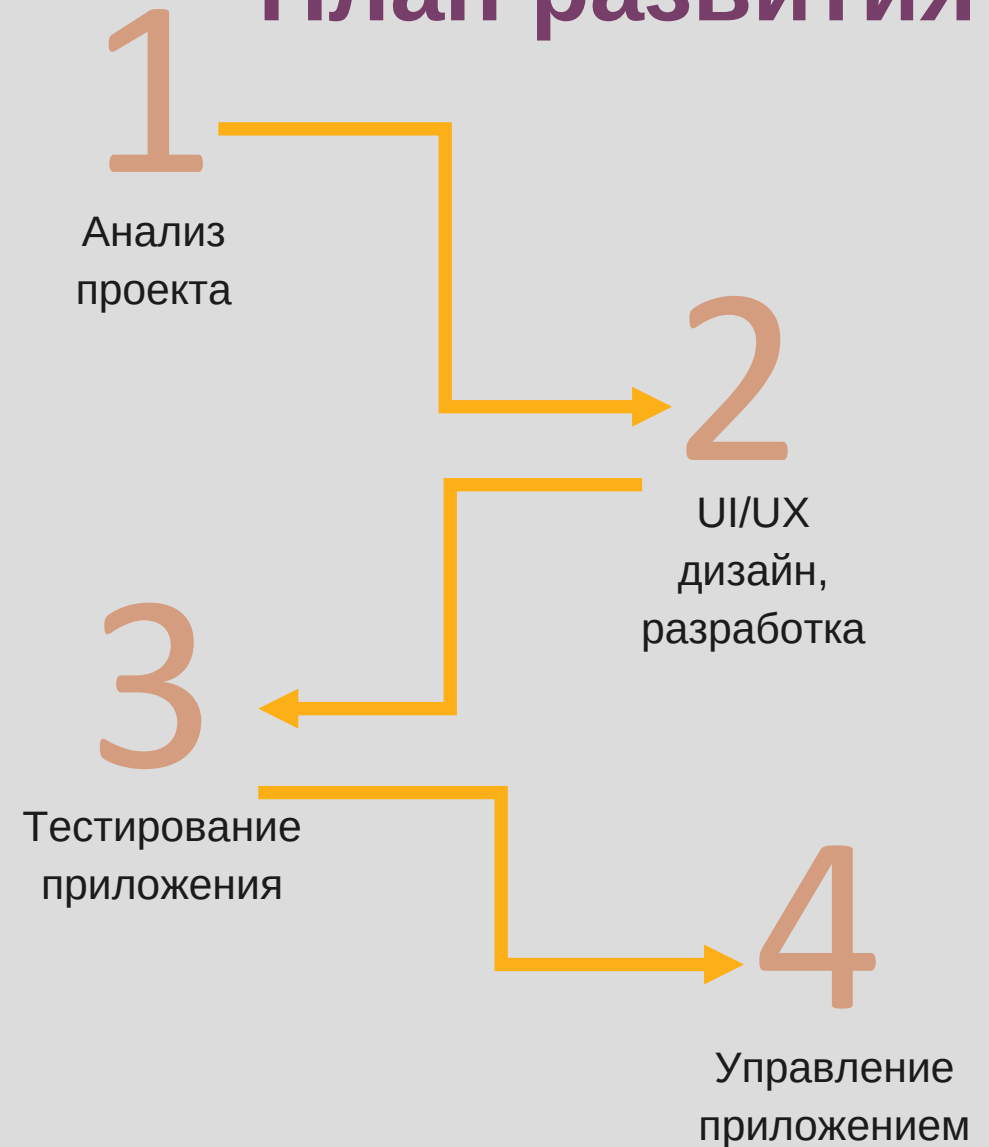 План развития
1
Анализ
проекта
2
UI/UX
дизайн,
разработка
3
Тестирование
приложения
4
Управление
приложением